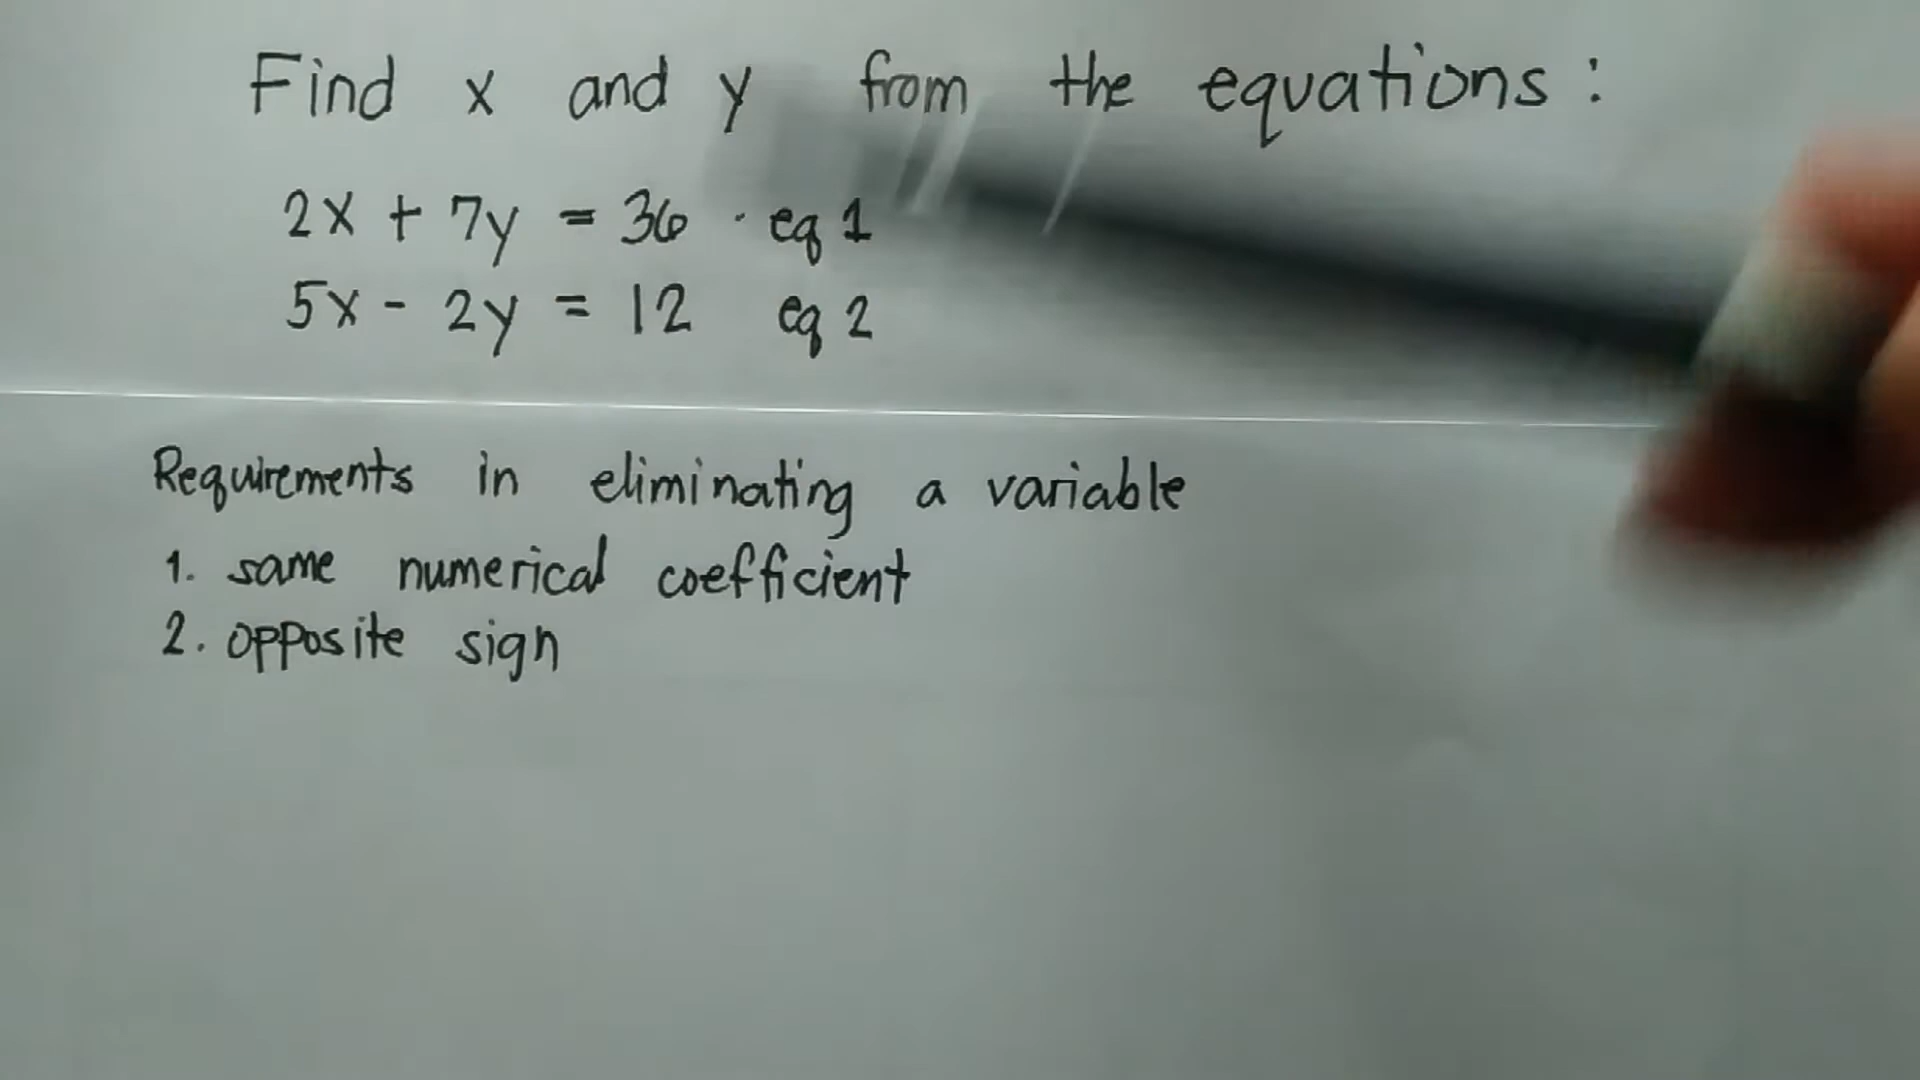 Find x and y from the equations:
2x + 7y = 36 eq 1
5x - 2y = 12 eq 2
Requirements in eliminating a variable
1. same numerical coefficient
2. opposite sign